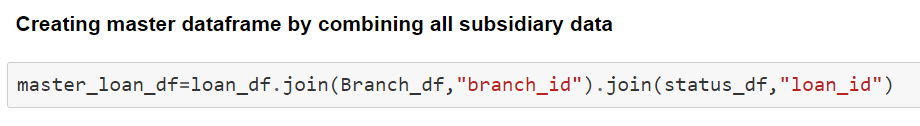 Creating master dataframe by combining all subsidiary data
master_loan_df=loan_df.join(Branch_df,"branch_id").join(status_df,"loan_id")